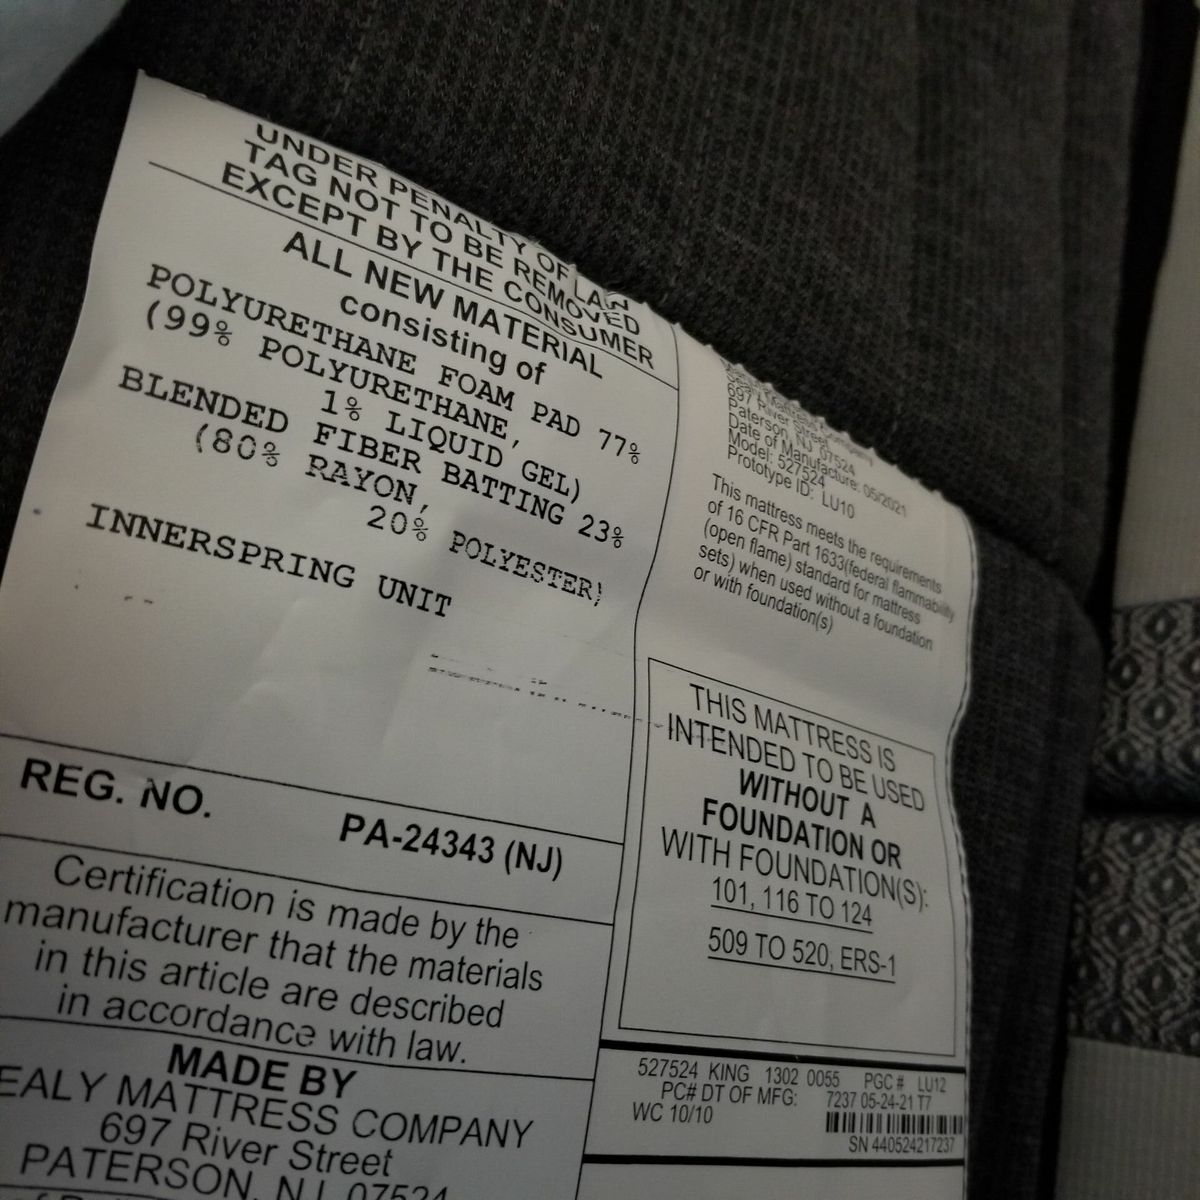 UNDER PENALTY OF LAW
TAG NOT TO BE REMOVED
EXCEPT BY THE CONSUMER
ALL NEW MATERIAL
consisting of
POLYURETHANE FOAM PAD 77%
(99% POLYURETHANE,
1% LIQUID GEL)
BLENDED FIBER BATTING 23%
(80% RAYON,
20% POLYESTER)
INNERSPRING UNIT
REG. NO. PA-24343 (NJ)
Certification is made by the
manufacturer that the materials
in this article are described
in accordance with law.
MADE BY
EALY MATTRESS COMPANY
697 River Street
PATERSON, NJ 07524
Sealy Mattress Company
697 River Street
Paterson, NJ 07524
Date of Manufacture: 05/2021
Model: 527524
Prototype ID: LU10
This mattress meets the requirements
of 16 CFR Part 1633(federal flammability
(open flame) standard for mattress
sets) when used without a foundation
or with foundation(s)
THIS MATTRESS IS
INTENDED TO BE USED
WITHOUT A
FOUNDATION OR
WITH FOUNDATION(S):
101, 116 TO 124
509 TO 520, ERS-1
527524 KING 1302 0055 PGC # LU12
PC# DT OF MFG: 7237 05-24-21 T7
WC 10/10
SN 440524217237